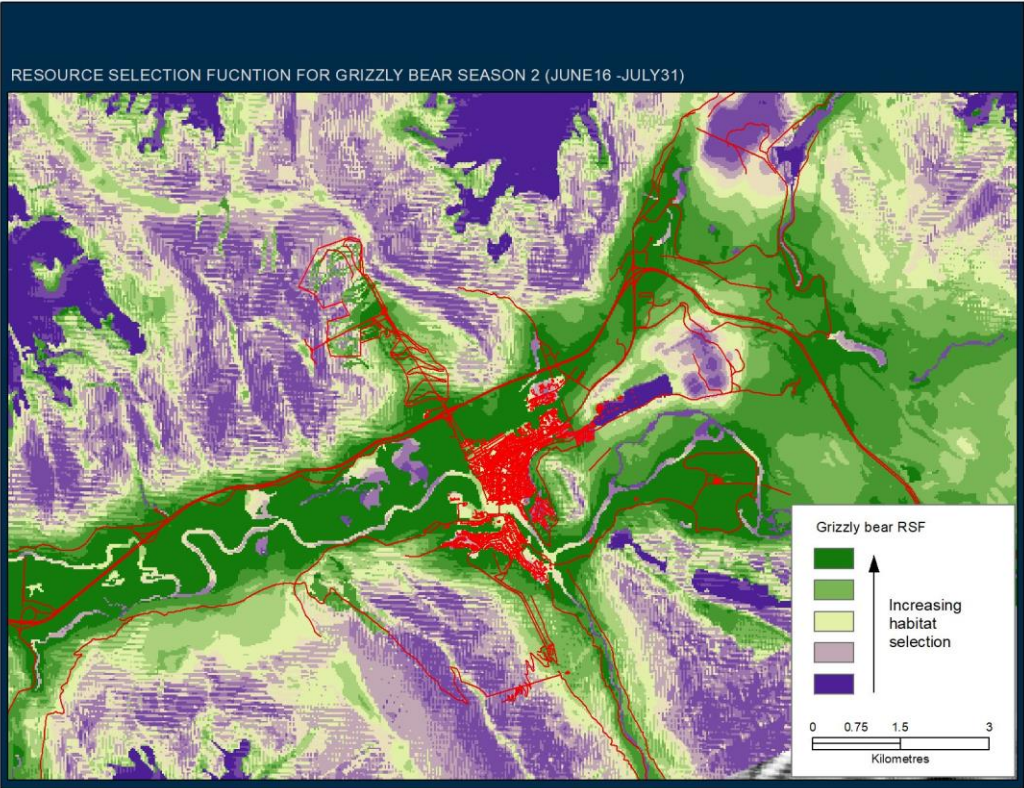 RESOURCE SELECTION FUCNTION FOR GRIZZLY BEAR SEASON 2 (JUNE16 -JULY31)
Grizzly bear RSF
Increasing
habitat
selection
0 0.75 1.5 3
Kilometres